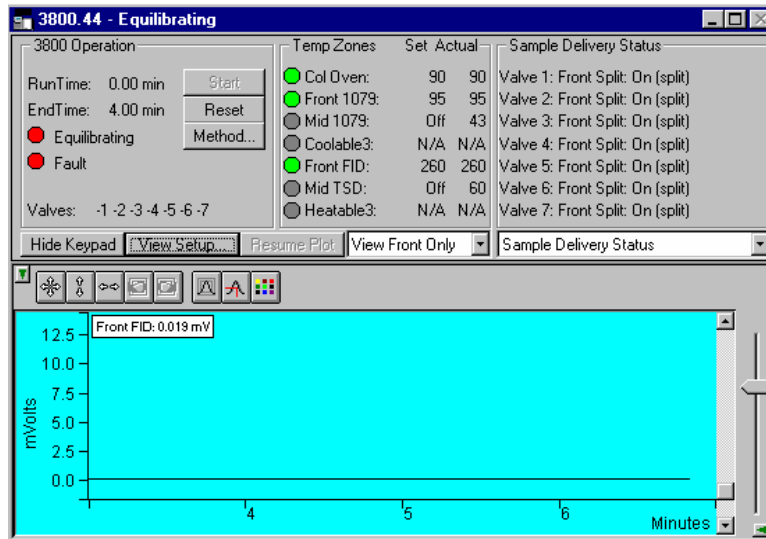 3800.44 - Equilibrating
3800 Operation
RunTime: 0.00 min
Start
EndTime: 4.00 min
Reset
Equilibrating
Method...
Fault
Valves: -1 -2 -3 -4 -5 -6 -7
Temp Zones Set Actual
Col Oven: 90 90
Front 1079: 95 95
Mid 1079: Off 43
Coolable3: N/A N/A
Front FID: 260 260
Mid TSD: Off 60
Heatable3: N/A N/A
Sample Delivery Status
Valve 1: Front Split: On (split)
Valve 2: Front Split: On (split)
Valve 3: Front Split: On (split)
Valve 4: Front Split: On (split)
Valve 5: Front Split: On (split)
Valve 6: Front Split: On (split)
Valve 7: Front Split: On (split)
Hide Keypad View Setup... Resume Plot View Front Only Sample Delivery Status
Front FID: 0.019 mV
12.5
10.0
7.5
5.0
2.5
0.0
mVolts
4 5 6
Minutes